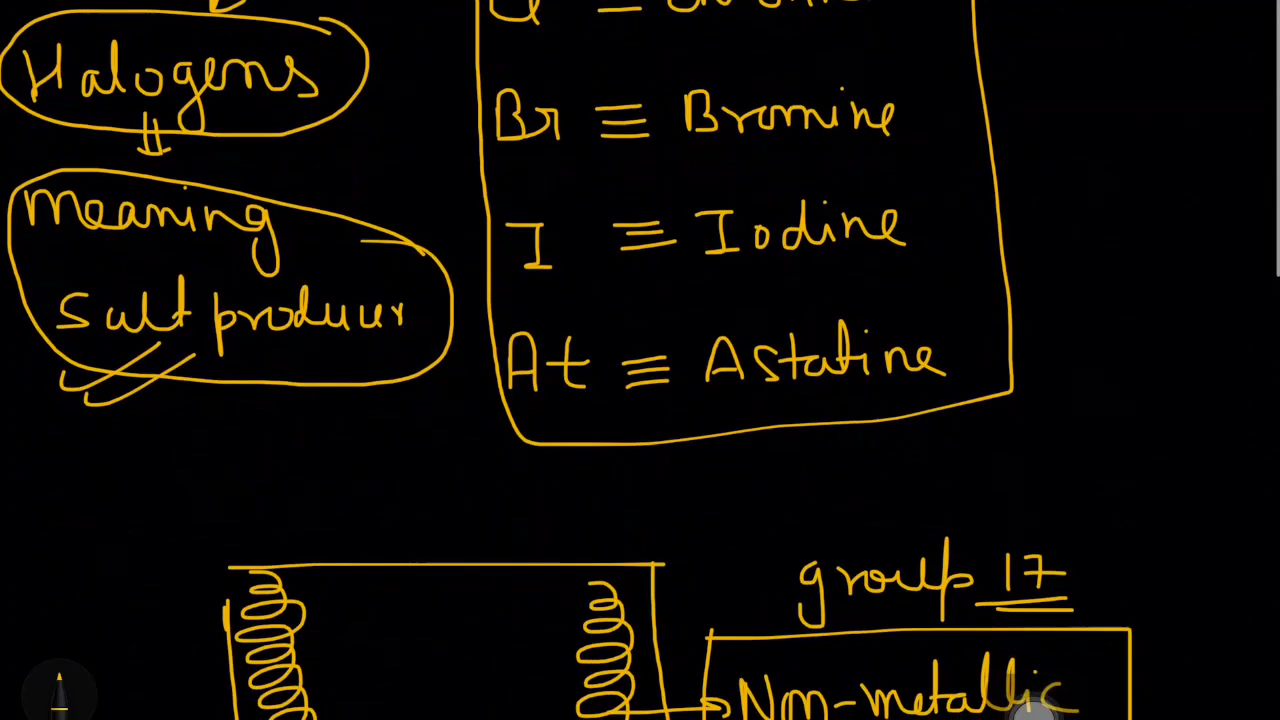 Halogens
Meaning
Salt producer
Br ≡ Bromine
I ≡ Iodine
At ≡ Astatine
group 17
Non-metallic